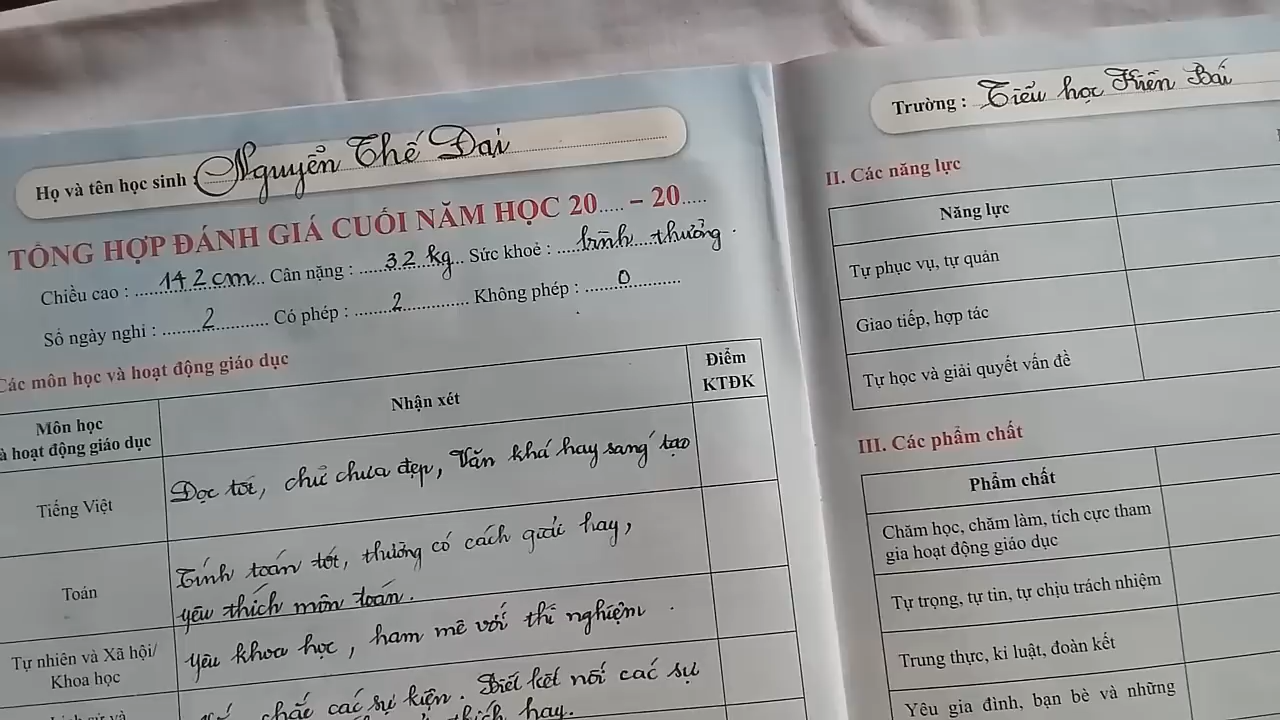 Họ và tên học sinh : Nguyễn Thế Đại
TỔNG HỢP ĐÁNH GIÁ CUỐI NĂM HỌC 20..... – 20.....
Chiều cao : 142cm Cân nặng : 32 kg Sức khoẻ : bình thường.
Số ngày nghỉ : 2 Có phép : 2 Không phép : 0
Các môn học và hoạt động giáo dục
Môn học
à hoạt động giáo dục
Nhận xét
Điểm
KTĐK
Tiếng Việt
Đọc tốt, chữ chưa đẹp, Văn khá hay sáng tạo
Toán
Tính toán tốt, thường có cách giải hay,
yêu thích môn toán.
Tự nhiên và Xã hội/
Khoa học
yêu khoa học, ham mê với thí nghiệm.
chắc các sự kiện. Biết kết nối các sự
thích hay.
Trường : Tiểu học Kiền Bái
II. Các năng lực
Năng lực
Tự phục vụ, tự quản
Giao tiếp, hợp tác
Tự học và giải quyết vấn đề
III. Các phẩm chất
Phẩm chất
Chăm học, chăm làm, tích cực tham
gia hoạt động giáo dục
Tự trọng, tự tin, tự chịu trách nhiệm
Trung thực, kỉ luật, đoàn kết
Yêu gia đình, bạn bè và những